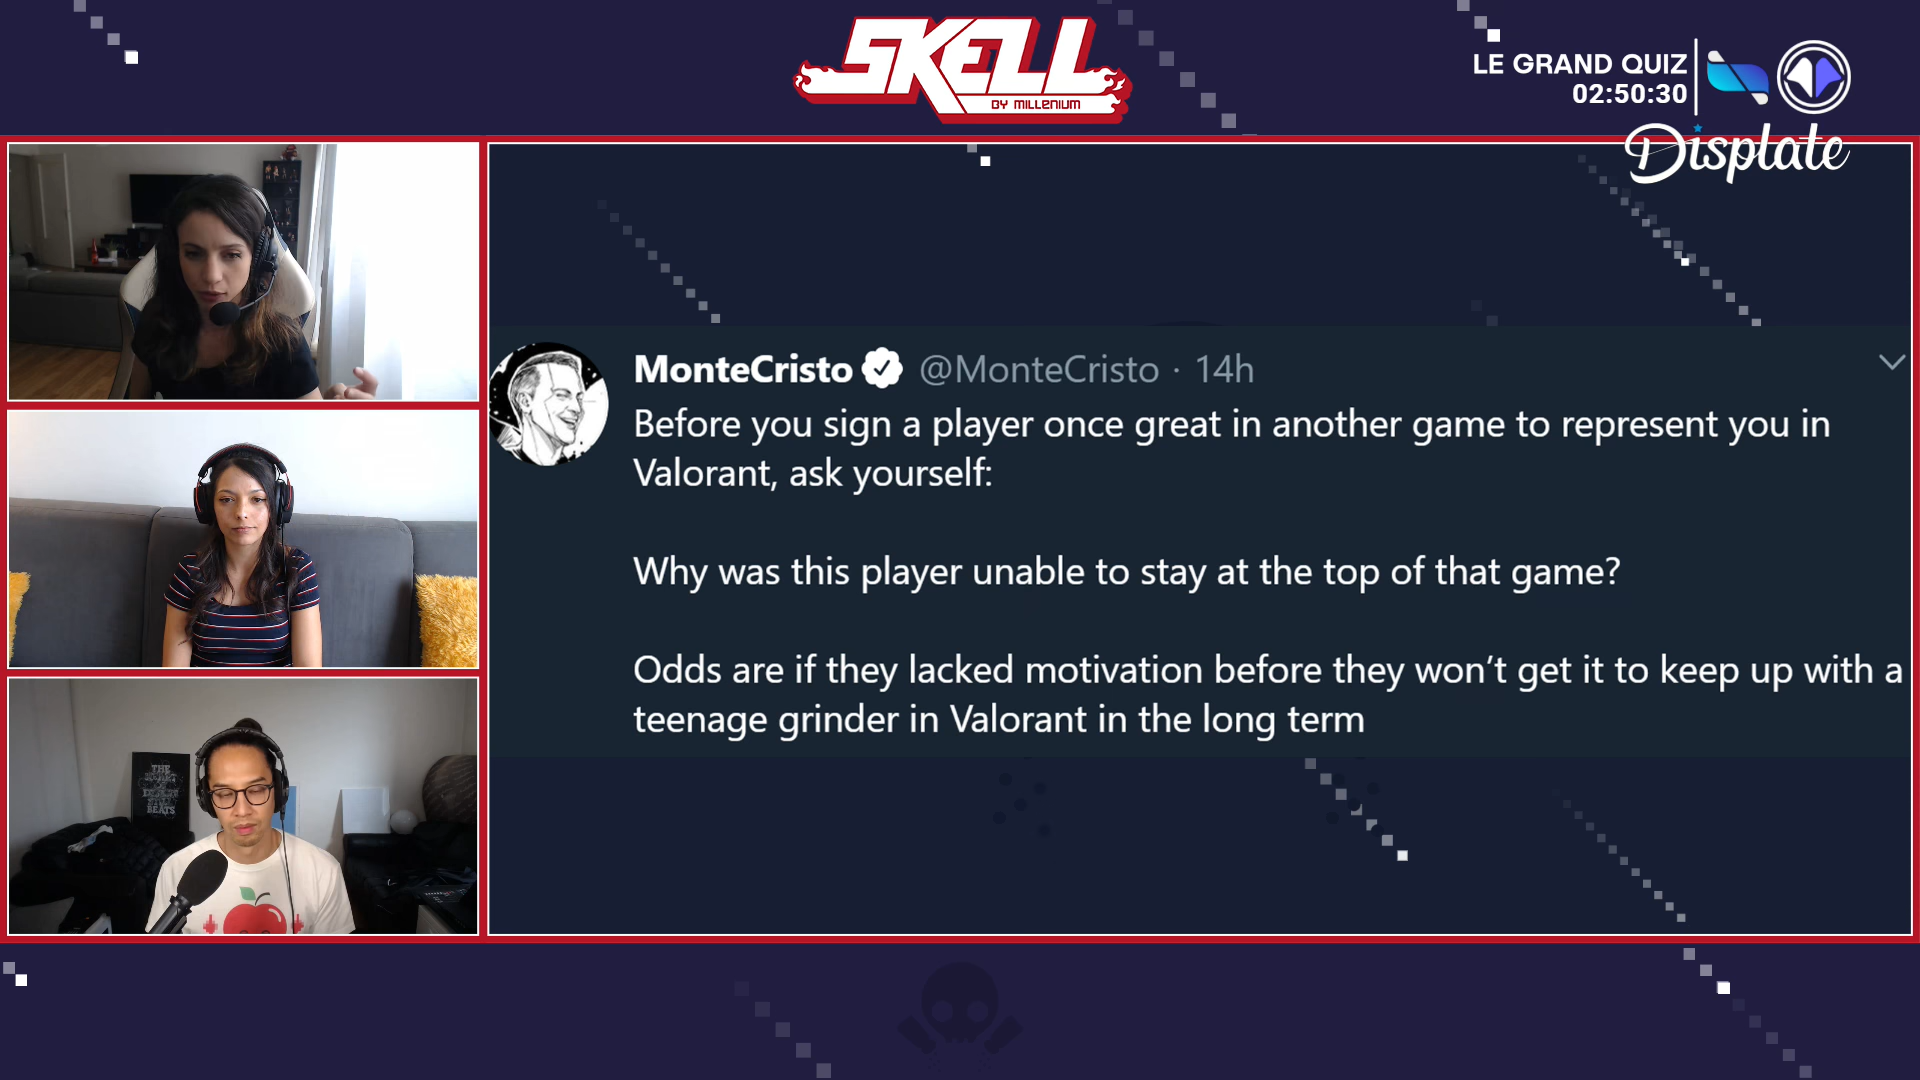 SKELL
BY MILLENIUM
LE GRAND QUIZ
02:50:30
Displate
MonteCristo @MonteCristo · 14h
Before you sign a player once great in another game to represent you in
Valorant, ask yourself:
Why was this player unable to stay at the top of that game?
Odds are if they lacked motivation before they won’t get it to keep up with a
teenage grinder in Valorant in the long term
THE
BEATS